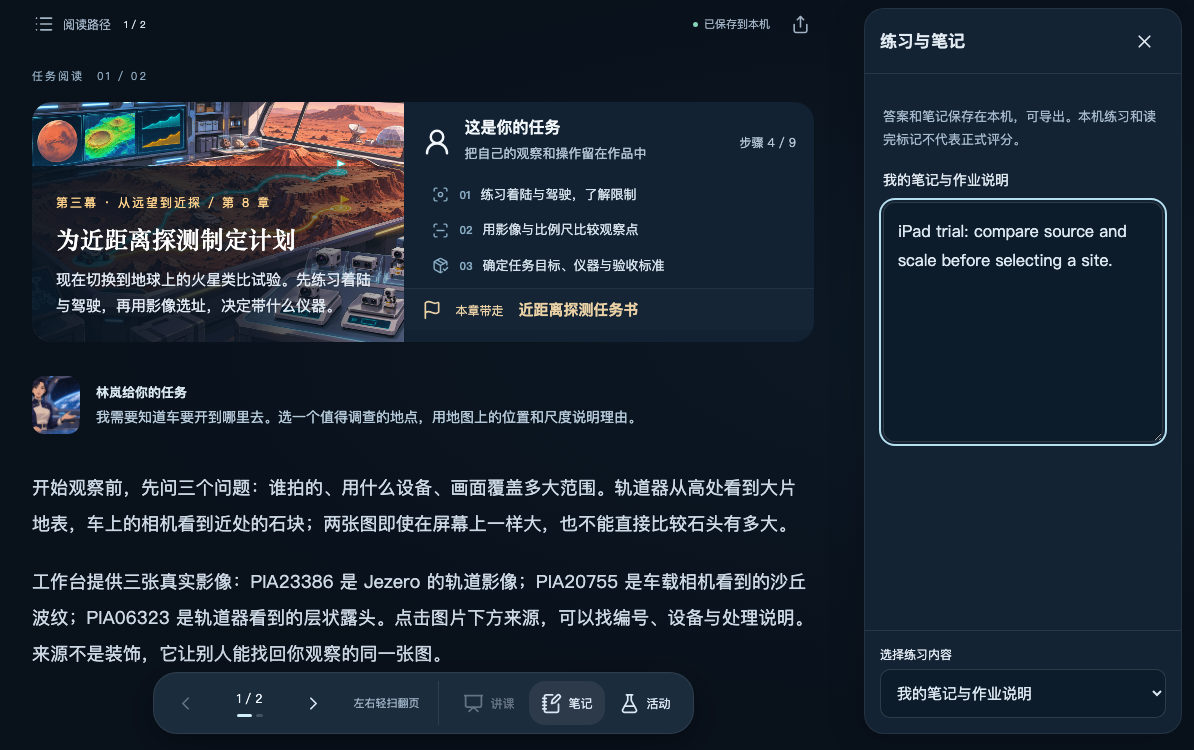 阅读路径 1 / 2
已保存到本机
任务阅读 01 / 02
第三幕 · 从远望到近探 / 第 8 章
为近距离探测制定计划
现在切换到地球上的火星类比试验。先练习着陆
与驾驶，再用影像选址，决定带什么仪器。
这是你的任务
把自己的观察和操作留在作品中
步骤 4 / 9
01 练习着陆与驾驶，了解限制
02 用影像与比例尺比较观察点
03 确定任务目标、仪器与验收标准
本章带走 近距离探测任务书
林岚给你的任务
我需要知道车要开到哪里去。选一个值得调查的地点，用地图上的位置和尺度说明理由。
开始观察前，先问三个问题：谁拍的、用什么设备、画面覆盖多大范围。轨道器从高处看到大片
地表，车上的相机看到近处的石块；两张图即使在屏幕上一样大，也不能直接比较石头有多大。
工作台提供三张真实影像：PIA23386 是 Jezero 的轨道影像；PIA20755 是车载相机看到的沙丘
波纹；PIA06323 是轨道器看到的层状露头。点击图片下方来源，可以找编号、设备与处理说明。
来源不是装饰，它让别人能找回你观察的同一张图。
1 / 2
左右轻扫翻页
讲课
笔记
活动
练习与笔记
答案和笔记保存在本机，可导出。本机练习和读
完标记不代表正式评分。
我的笔记与作业说明
iPad trial: compare source and
scale before selecting a site.
选择练习内容
我的笔记与作业说明